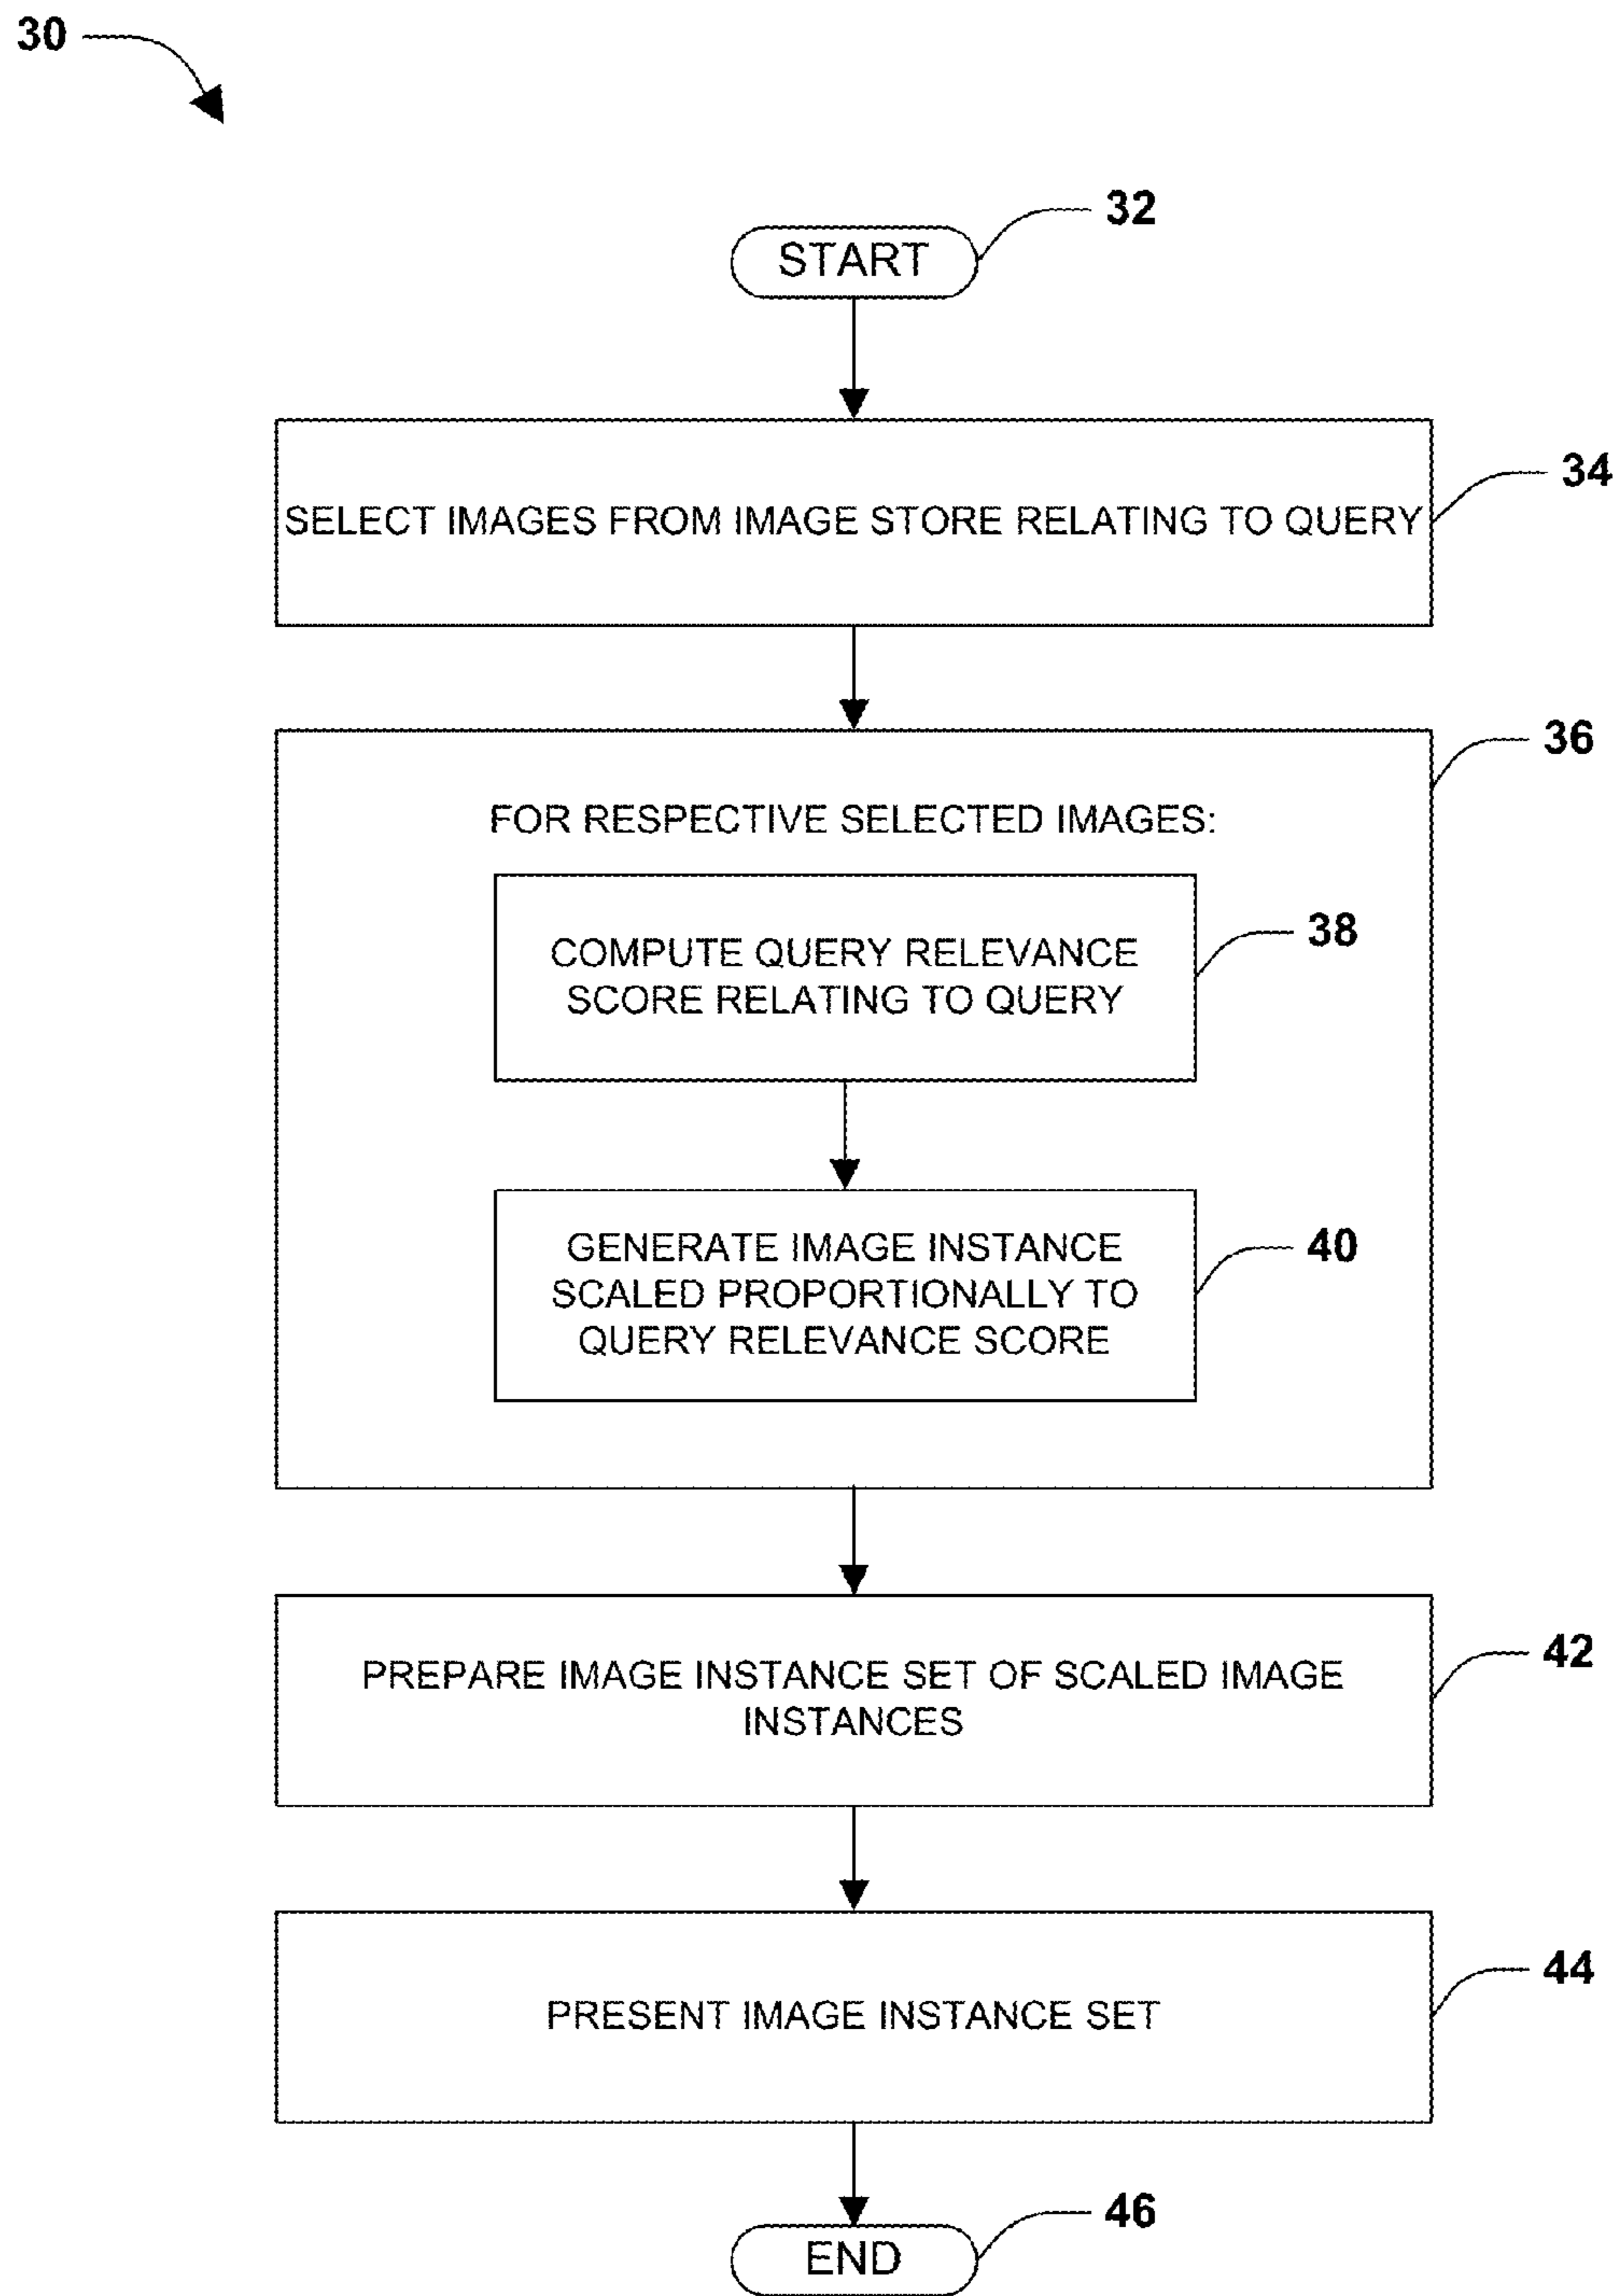 30
32
START
34
SELECT IMAGES FROM IMAGE STORE RELATING TO QUERY
36
FOR RESPECTIVE SELECTED IMAGES:
38
COMPUTE QUERY RELEVANCE
SCORE RELATING TO QUERY
40
GENERATE IMAGE INSTANCE
SCALED PROPORTIONALLY TO
QUERY RELEVANCE SCORE
42
PREPARE IMAGE INSTANCE SET OF SCALED IMAGE
INSTANCES
44
PRESENT IMAGE INSTANCE SET
46
END